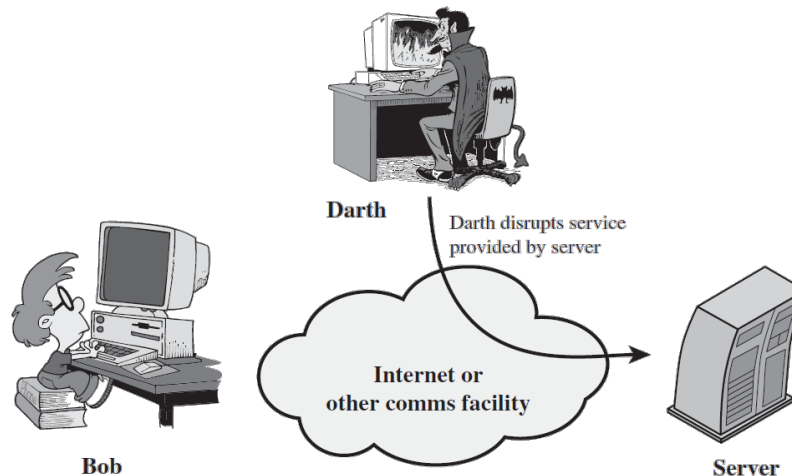 Darth
Darth disrupts service
provided by server
Internet or
other comms facility
Bob
Server